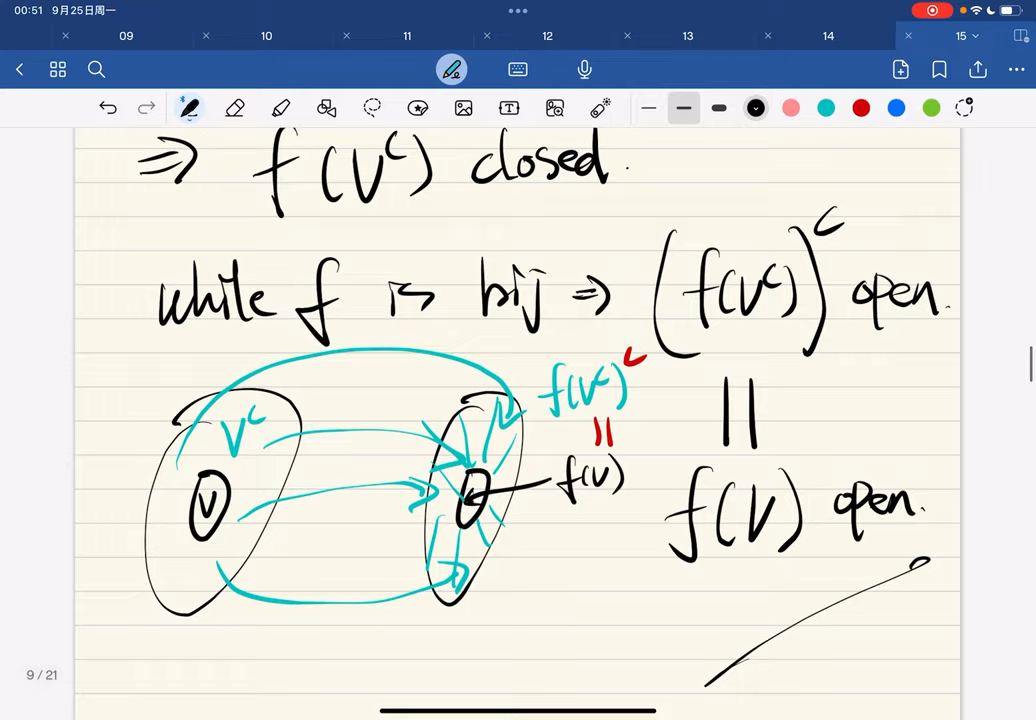 00:51 9月25日周一
09 10 11 12 13 14 15
⇒ f(V^c) closed.
while f is bij ⇒ (f(V^c))^c open.
V^c f(V^c)^c
=
V f(V)
||
f(V) open.
9 / 21